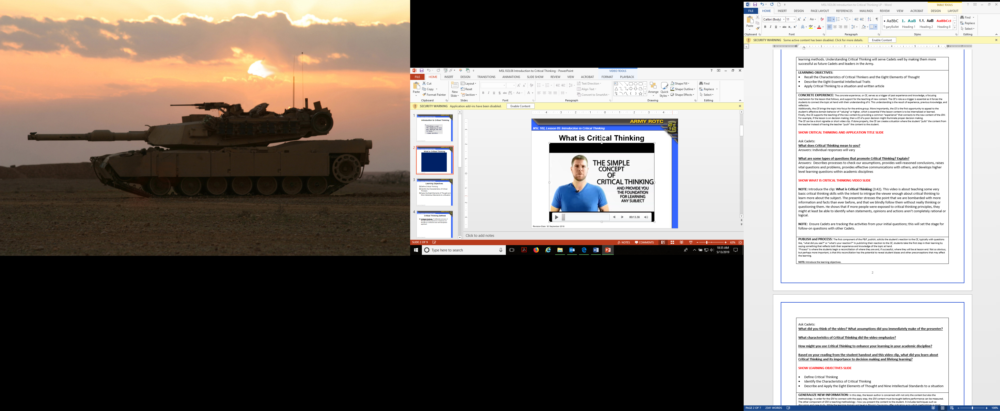 MSL102L06 Introduction to Critical Thinking - PowerPoint
VIDEO TOOLS
FILE HOME INSERT DESIGN TRANSITIONS ANIMATIONS SLIDE SHOW REVIEW VIEW ACROBAT FORMAT PLAYBACK
Paste
Cut
Copy
Format Painter
Clipboard
New Slide
Layout
Reset
Section
Slides
Font
Text Direction
Align Text
Convert to SmartArt
Paragraph
Arrange
Quick Styles
Shape Fill
Shape Outline
Shape Effects
Drawing
Find
Replace
Select
Editing
SECURITY WARNING Application add-ins have been disabled. Enable Content
1
Introduction to Critical Thinking
2
What is Critical Thinking
3
Learning Objectives
Define Critical Thinking
Identify the Characteristics of Critical Thinkers
Apply the Eight Elements of Thought and Nine Intellectual Standards to a Situation
4
Critical Thinking Defined
ARMY ROTC
MSL 102, Lesson 05: Introduction to Critical Thinking
What is Critical Thinking
THE SIMPLE
CONCEPT
OF
CRITICAL THINKING
AND PROVIDE YOU
THE FOUNDATION
FOR LEARNING
ANY SUBJECT
00:13.38
Revision Date: 30 September 2018
Click to add notes
SLIDE 2 OF 9 NOTES COMMENTS 63%
Type here to search
10:35 AM
5/13/2019
MSL102L06 Introduction to Critical Thinking LP - Word
TABLE TOOLS
FILE HOME INSERT DESIGN PAGE LAYOUT REFERENCES MAILINGS REVIEW VIEW ACROBAT DESIGN LAYOUT
Paste
Clipboard
Calibri (Body) 11
Font
Paragraph
AaBbC 1. AaB 1.1. AaB AaBbCcI
¶ garyBullet Heading 1 Heading 2 Heading 8
Styles
Find
Replace
Select
Editing
SECURITY WARNING Some active content has been disabled. Click for more details. Enable Content
learning methods. Understanding Critical Thinking will serve Cadets well by making them more
successful as future Cadets and leaders in the Army.
LEARNING OBJECTIVES:
• Recall the Characteristics of Critical Thinkers and the Eight Elements of Thought
• Describe the Eight Essential Intellectual Traits
• Apply Critical Thinking to a situation and written article
CONCRETE EXPERIENCE: The concrete experience, or CE, serves as a trigger of past experience and knowledge, a focusing
mechanism for the lesson that follows, and support for the teaching of new content. The CE's role as a trigger is essential as it forces the
students to connect the topic at hand with their understanding of it. This understanding is the result of experience, previous knowledge, and
reflection.
Additionally, the CE brings the topic into focus for the entire group. More importantly, the CE is the first opportunity to appeal to the
student's affective domain behavior of "valuing" or higher, which is essential if the lesson content is to be internalized or learned.
Finally, the CE supports the teaching of the new content by providing a common "experience" that connects to the new content of the GNI.
For example, if the lesson is on decision making, then a CE of a poor decision might illuminate proper decision making.
The CE can be a short vignette or short video clip. If done properly, the CE can create a situation where the student "pulls" the content from
the teacher instead of having the teacher "push" the content to the student.
SHOW CRITICAL THINKING AND APPLICATION TITLE SLIDE
Ask Cadets:
What does Critical Thinking mean to you?
Answers: Individual responses will vary
What are some types of questions that promote Critical Thinking? Explain?
Answers: Describes processes to check our assumptions, provides well-reasoned conclusions, raises
vital questions and problems, provides effective communications with others, and develops higher
level learning questions within academic disciplines
SHOW WHAT IS CRITICAL THINKING VIDEO SLIDE
NOTE: Introduce the clip: What is Critical Thinking (3:42). This video is about teaching some very
basic critical thinking skills with the intent to intrigue the viewer enough about critical thinking to
learn more about the subject. The presenter stresses the point that we are bombarded with more
information and facts than ever before, and that we blindly follow them without really thinking or
questioning them. He shows that if more people were exposed to critical thinking principles, they
might at least be able to identify when statements, opinions and actions aren't completely rational or
logical.
NOTE: Ensure Cadets are tracking the activities from your initial questions; this will set the stage for
follow-on questions with other Cadets.
PUBLISH and PROCESS: The first component of the P&P, publish, solicits the student's reaction to the CE, typically with questions
like, "what did you see?" or "what's your reaction?" In publishing their reaction to the CE, students take the first step in their learning by
saying something that reflects both their experience and knowledge of the topic at hand.
"Process" is where the students begin a reconciliation of where they are and, if successful, where they will be at lesson end. Not so obvious,
but perhaps more important, is that this reconciliation has the potential to reveal student biases and other preconceptions that may affect
the learning.
NOTE: Introduce the learning objectives.
2
Ask Cadets:
What did you think of the video? What assumptions did you immediately make of the presenter?
What characteristics of Critical Thinking did the video emphasize?
How might you use Critical Thinking to enhance your learning in your academic discipline?
Based on your reading from the student handout and this video clip, what did you learn about
Critical Thinking and its importance to decision making and lifelong learning?
SHOW LEARNING OBJECTIVES SLIDE
• Define Critical Thinking
• Identify the Characteristics of Critical Thinking
• Describe and Apply the Eight Elements of Thought and Nine Intellectual Standards to a situation
GENERALIZE NEW INFORMATION: In this step, the lesson author is concerned with not only the content but also the
methodology. In order for the GNI to connect with the apply step, the GNI content must be taught before performance can be measured.
The other component of GNI is teaching methodology - how you present the content to the student. It includes techniques such as
PAGE 2 OF 7 2341 WORDS 100%